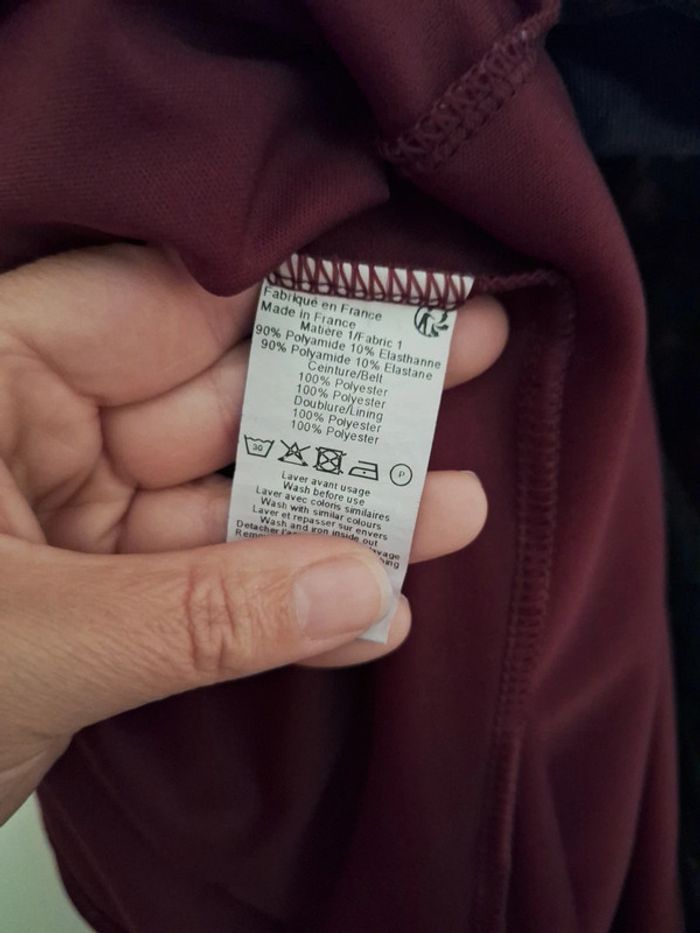 Fabriqué en France
Made in France
Matière 1/Fabric 1
90% Polyamide 10% Elasthanne
90% Polyamide 10% Elastane
Ceinture/Belt
100% Polyester
100% Polyester
Doublure/Lining
100% Polyester
100% Polyester
30 P
Laver avant usage
Wash before use
Laver avec coloris similaires
Wash with similar colours
Laver et repasser sur envers
Wash and iron inside out
Detacher